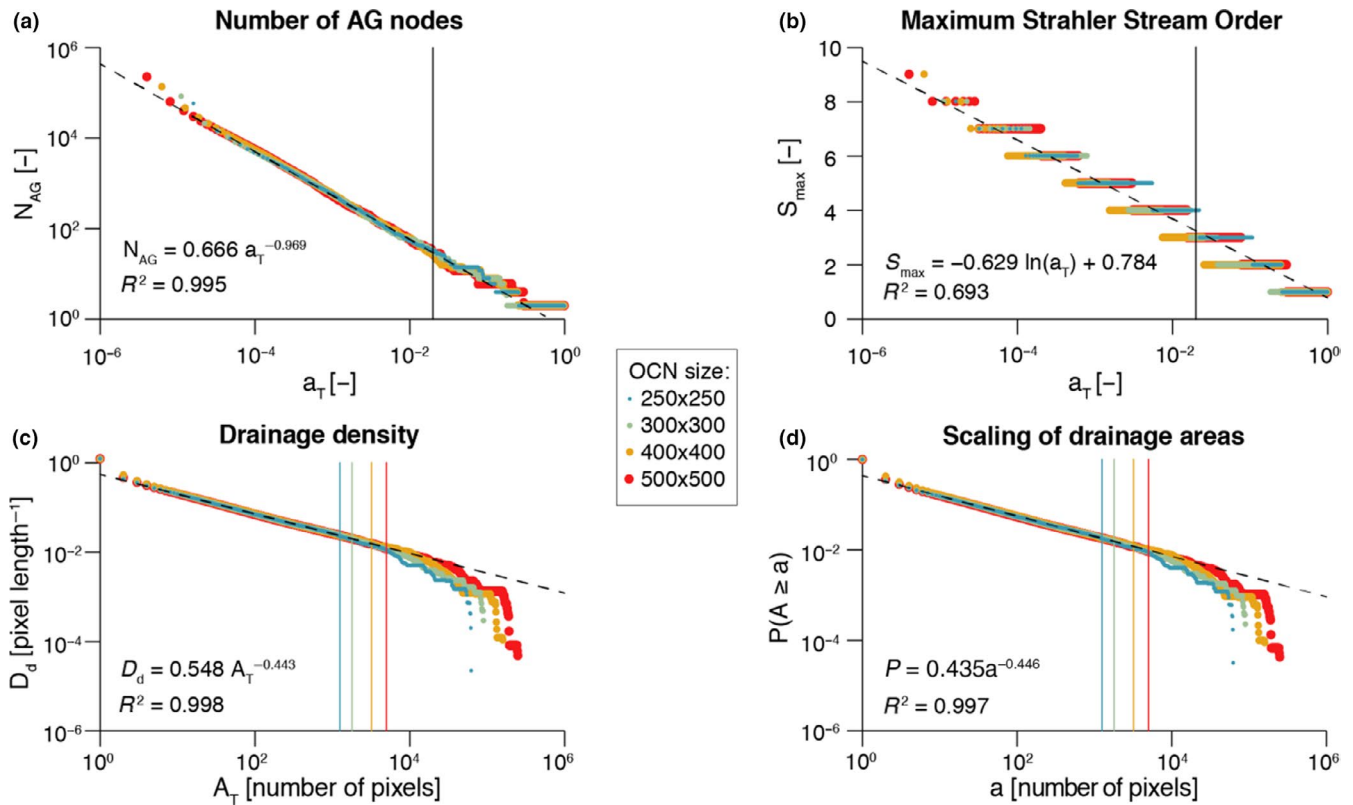 (a) Number of AG nodes
N_AG [–]
10^6
10^4
10^2
10^0
N_AG = 0.666 a_T^−0.969
R^2 = 0.995
10^−6 10^−4 10^−2 10^0
a_T [–]
(b) Maximum Strahler Stream Order
S_max [–]
10
8
6
4
2
0
S_max = −0.629 ln(a_T) + 0.784
R^2 = 0.693
10^−6 10^−4 10^−2 10^0
a_T [–]
OCN size:
250x250
300x300
400x400
500x500
(c) Drainage density
D_d [pixel length^−1]
10^0
10^−2
10^−4
10^−6
D_d = 0.548 A_T^−0.443
R^2 = 0.998
10^0 10^2 10^4 10^6
A_T [number of pixels]
(d) Scaling of drainage areas
P(A ≥ a)
10^0
10^−2
10^−4
10^−6
P = 0.435a^−0.446
R^2 = 0.997
10^0 10^2 10^4 10^6
a [number of pixels]